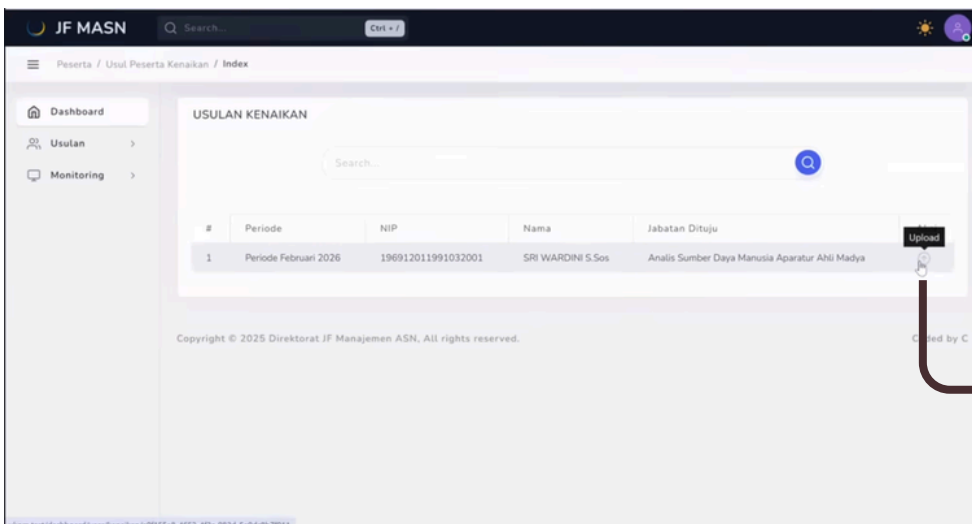 JF MASN
Search...
Ctrl + /
Peserta / Usul Peserta Kenaikan / Index
Dashboard
Usulan
Monitoring
USULAN KENAIKAN
Search...
# Periode NIP Nama Jabatan Dituju
Upload
1 Periode Februari 2026 196912011991032001 SRI WARDINI S.Sos Analis Sumber Daya Manusia Aparatur Ahli Madya
Copyright © 2025 Direktorat JF Manajemen ASN, All rights reserved.
by C